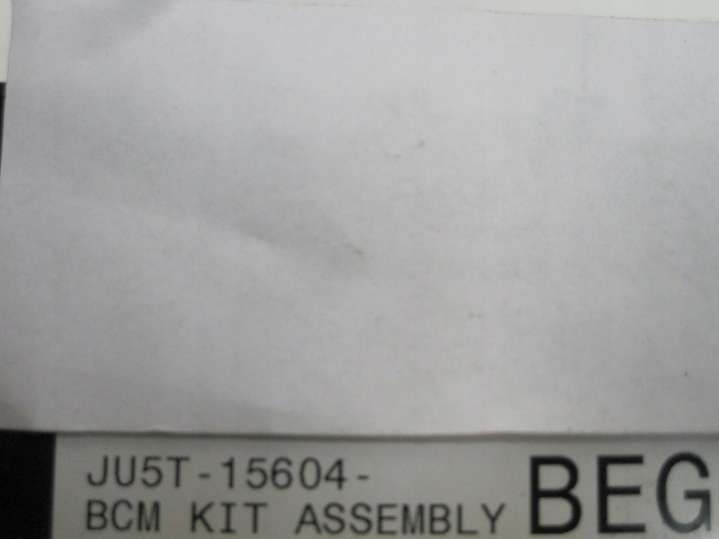 JU5T-15604-
BCM KIT ASSEMBLY
BEG